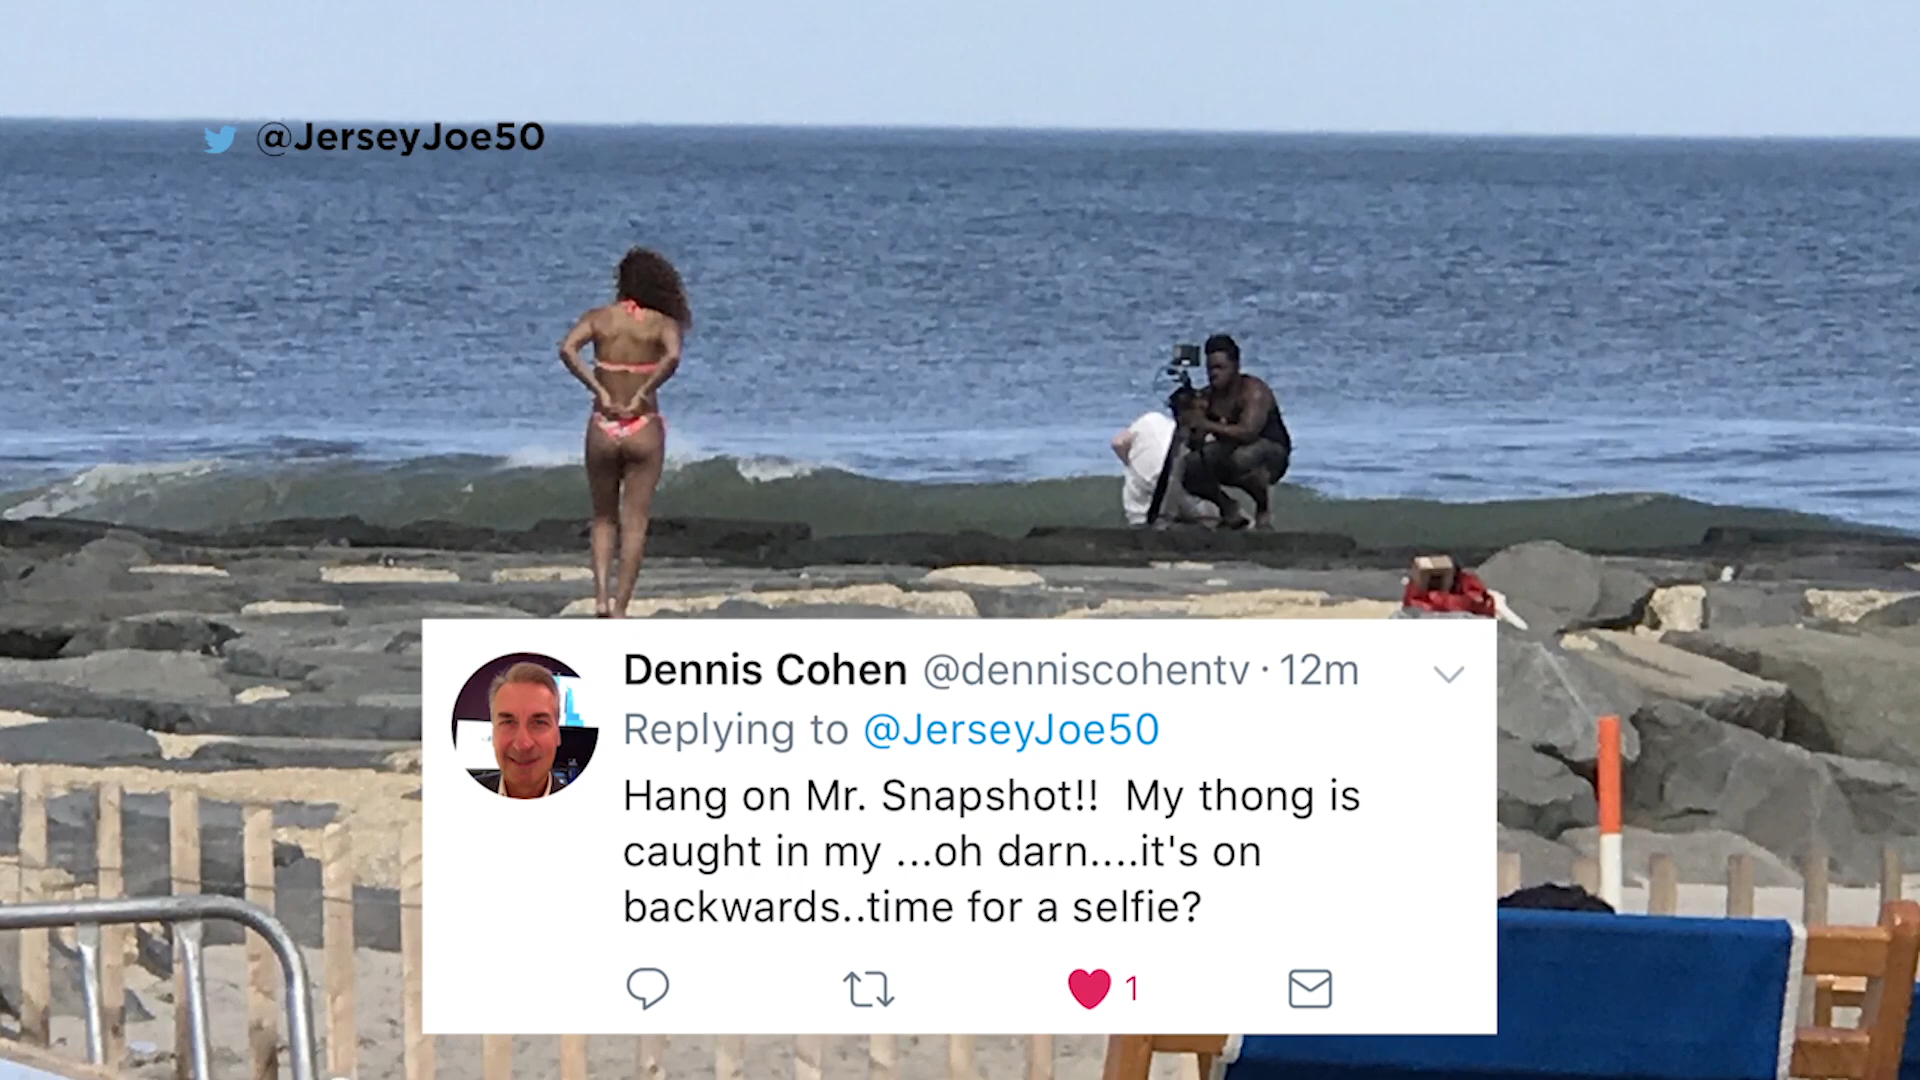 @JerseyJoe50
Dennis Cohen @denniscohentv · 12m
Replying to @JerseyJoe50
Hang on Mr. Snapshot!!  My thong is
caught in my ...oh darn....it's on
backwards..time for a selfie?
1